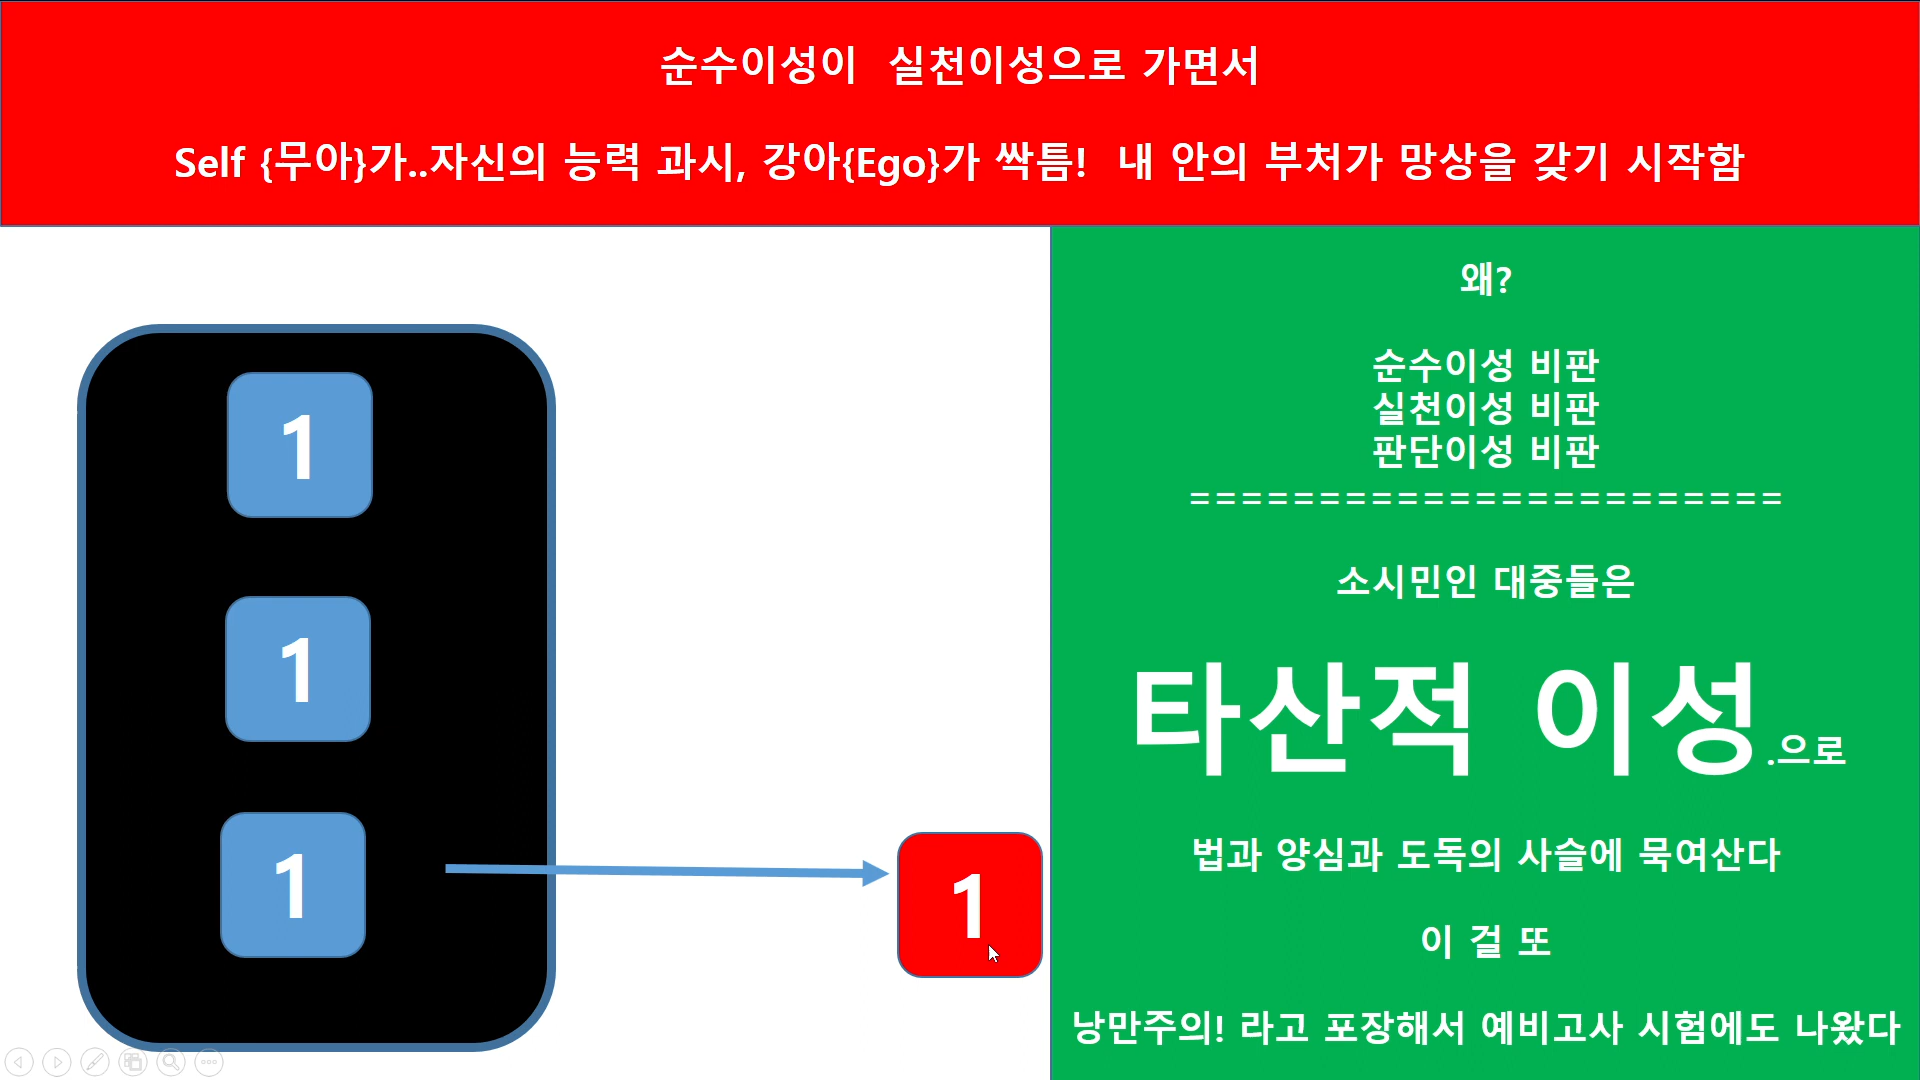 순수이성이 실천이성으로 가면서
Self {무아}가..자신의 능력 과시, 강아{Ego}가 싹틈! 내 안의 부처가 망상을 갖기 시작함
1
1
1
1
왜?
순수이성 비판
실천이성 비판
판단이성 비판
=======================
소시민인 대중들은
타산적 이성.으로
법과 양심과 도독의 사슬에 묵여산다
이 걸 또
낭만주의! 라고 포장해서 예비고사 시험에도 나왔다